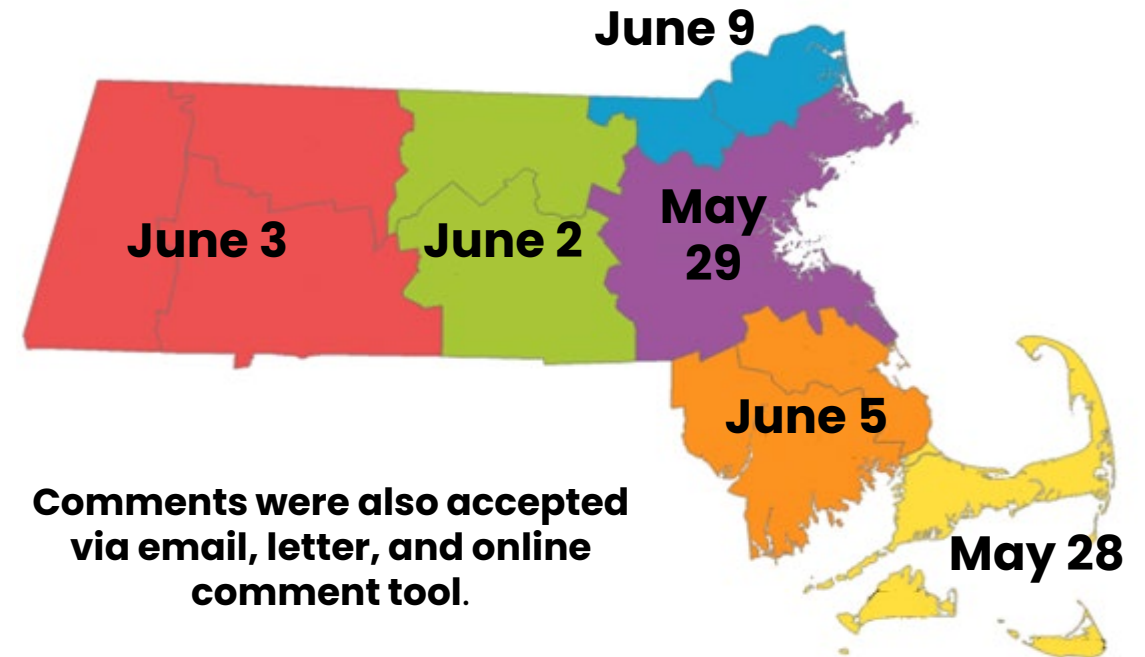 June 9
May
29
June 3
June 2
June 5
Comments were also accepted
via email, letter, and online
comment tool.
May 28